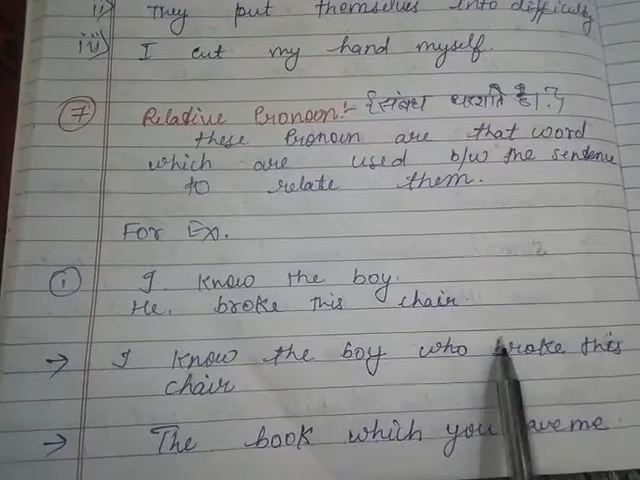 ii) They put themselves into difficulty
iii) I cut my hand myself.
7 Relative Pronoun:- {संबंध दर्शाते है।}
these Pronoun are that word
which are used b/w the sentence
to relate them.
For Ex.
i I know the boy.
He. broke this chair.
→ I know the boy who broke this
chair
→ The book which you gave me